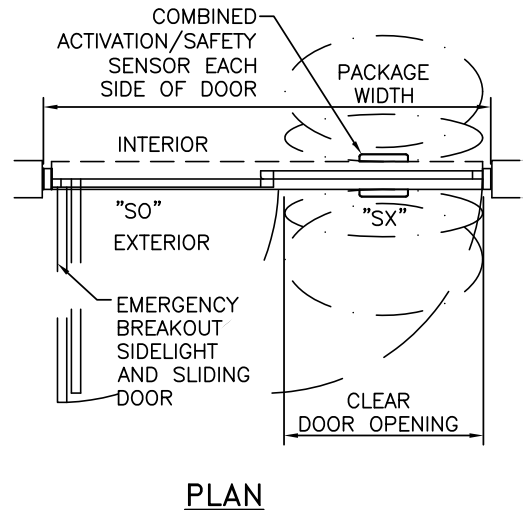 COMBINED
ACTIVATION/SAFETY
SENSOR EACH
SIDE OF DOOR
PACKAGE
WIDTH
INTERIOR
"SO"
"SX"
EXTERIOR
EMERGENCY
BREAKOUT
SIDELIGHT
AND SLIDING
DOOR
CLEAR
DOOR OPENING
PLAN